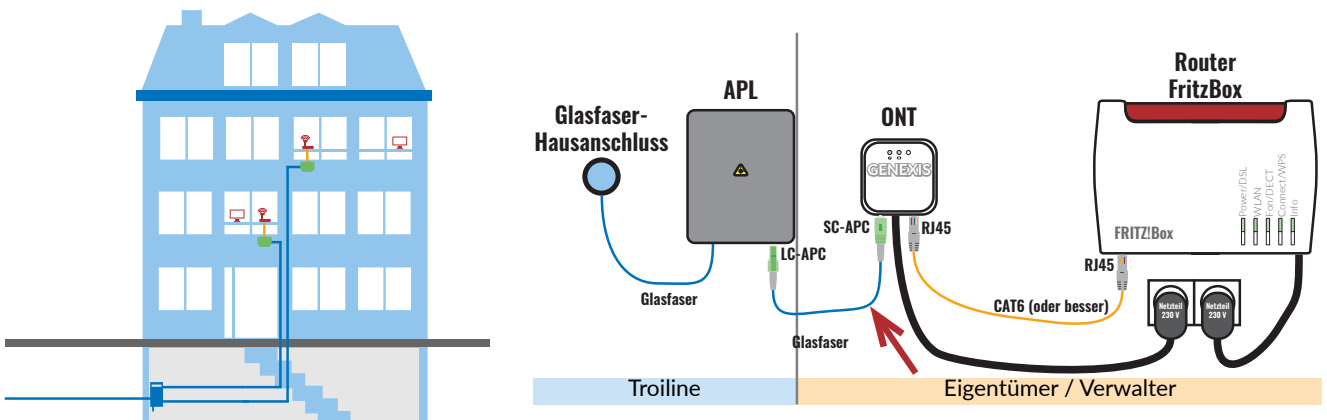 Glasfaser-
Hausanschluss
APL
ONT
Router
FritzBox
GENEXIS
Power/DSL
WLAN
Fon/DECT
Connect/WPS
Info
FRITZ!Box
SC-APC
RJ45
LC-APC
RJ45
Glasfaser
CAT6 (oder besser)
Netzteil
230 V
Netzteil
230 V
Glasfaser
Troiline
Eigentümer / Verwalter